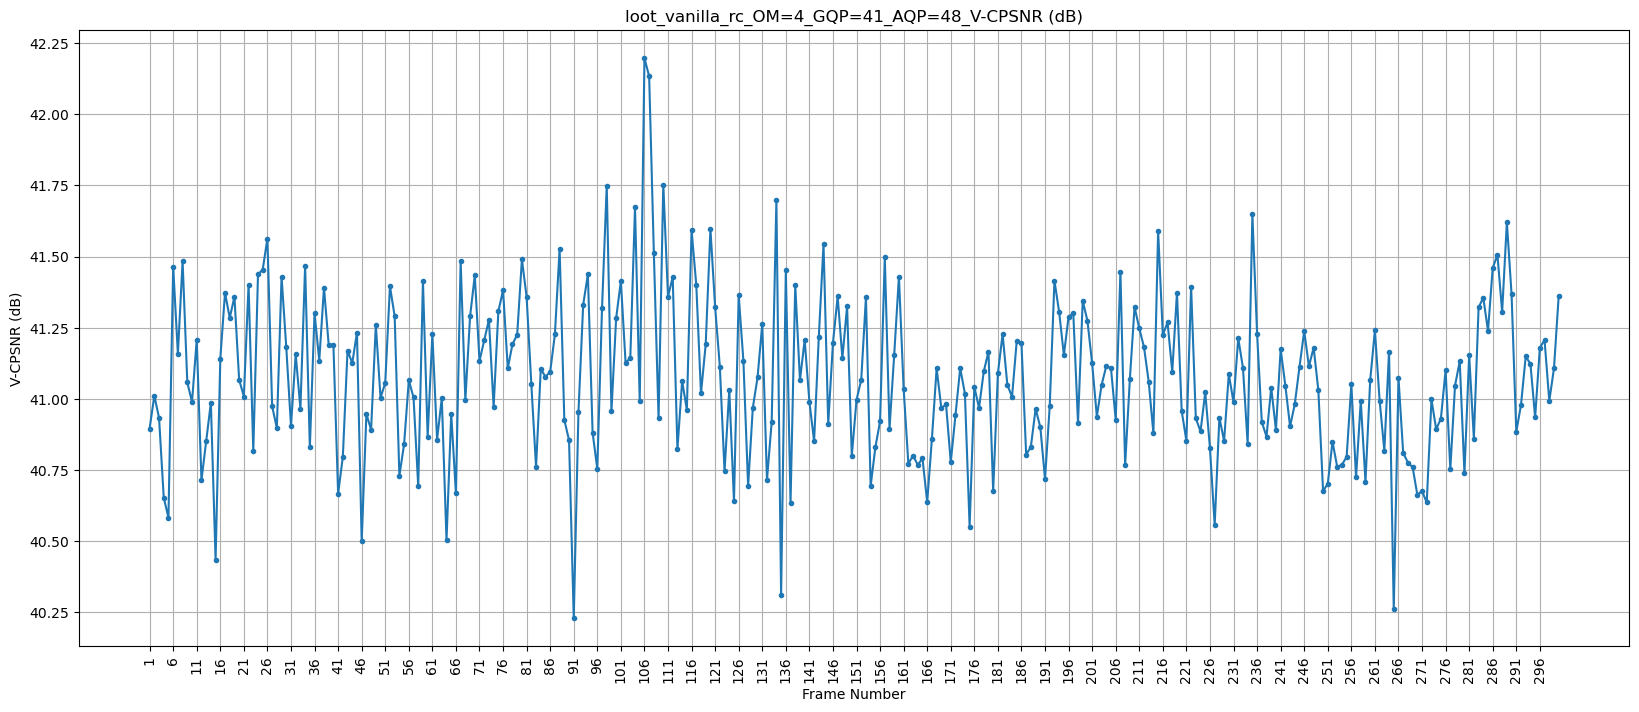 loot_vanilla_rc_OM=4_GQP=41_AQP=48_V-CPSNR (dB)
V-CPSNR (dB)
42.25
42.00
41.75
41.50
41.25
41.00
40.75
40.50
40.25
1 6 11 16 21 26 31 36 41 46 51 56 61 66 71 76 81 86 91 96 101 106 111 116 121 126 131 136 141 146 151 156 161 166 171 176 181 186 191 196 201 206 211 216 221 226 231 236 241 246 251 256 261 266 271 276 281 286 291 296
Frame Number